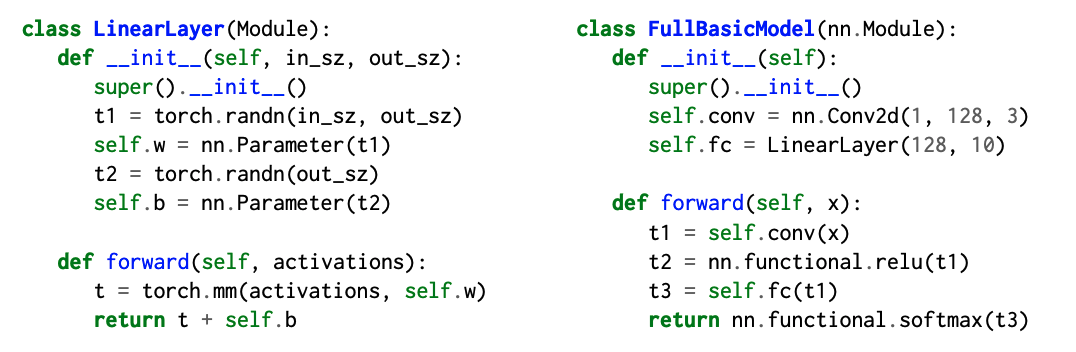 class LinearLayer(Module):
def __init__(self, in_sz, out_sz):
super().__init__()
t1 = torch.randn(in_sz, out_sz)
self.w = nn.Parameter(t1)
t2 = torch.randn(out_sz)
self.b = nn.Parameter(t2)
def forward(self, activations):
t = torch.mm(activations, self.w)
return t + self.b
class FullBasicModel(nn.Module):
def __init__(self):
super().__init__()
self.conv = nn.Conv2d(1, 128, 3)
self.fc = LinearLayer(128, 10)
def forward(self, x):
t1 = self.conv(x)
t2 = nn.functional.relu(t1)
t3 = self.fc(t1)
return nn.functional.softmax(t3)